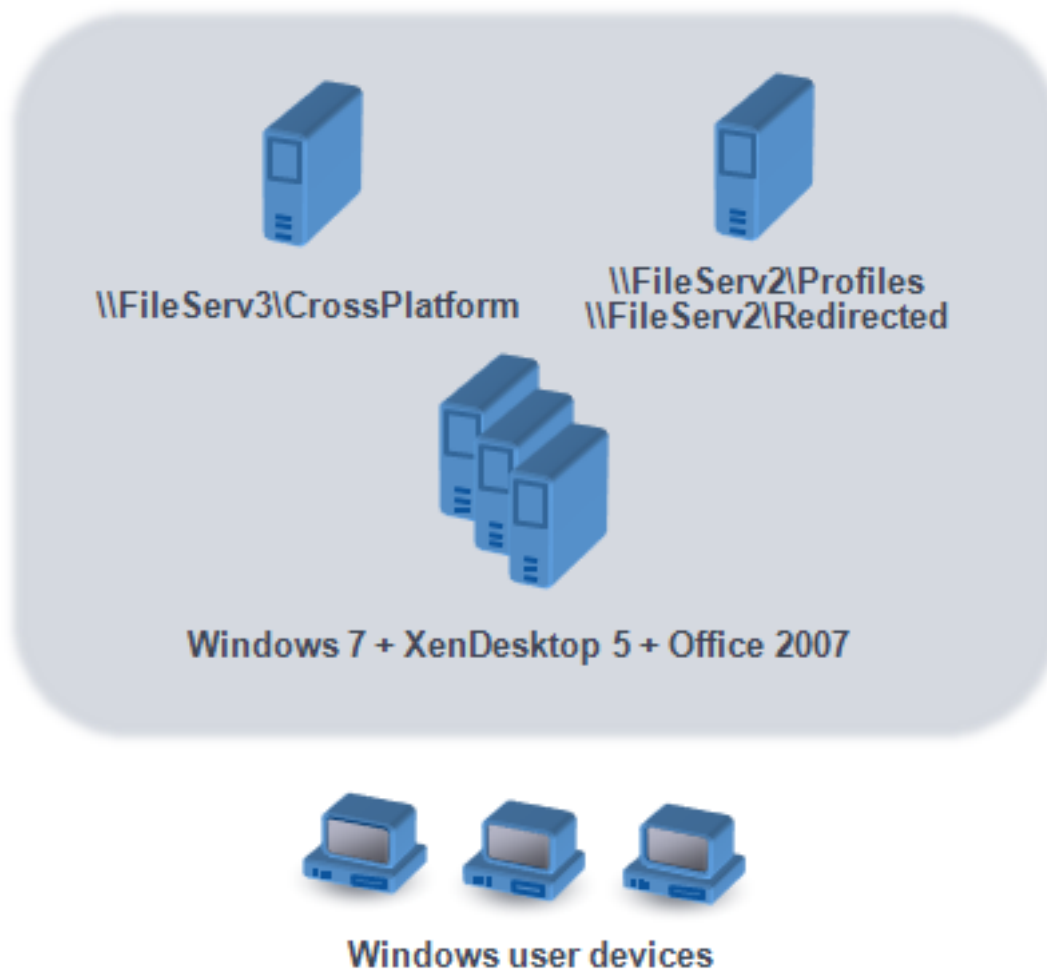 \\FileServ3\CrossPlatform
\\FileServ2\Profiles
\\FileServ2\Redirected
Windows 7 + XenDesktop 5 + Office 2007
Windows user devices